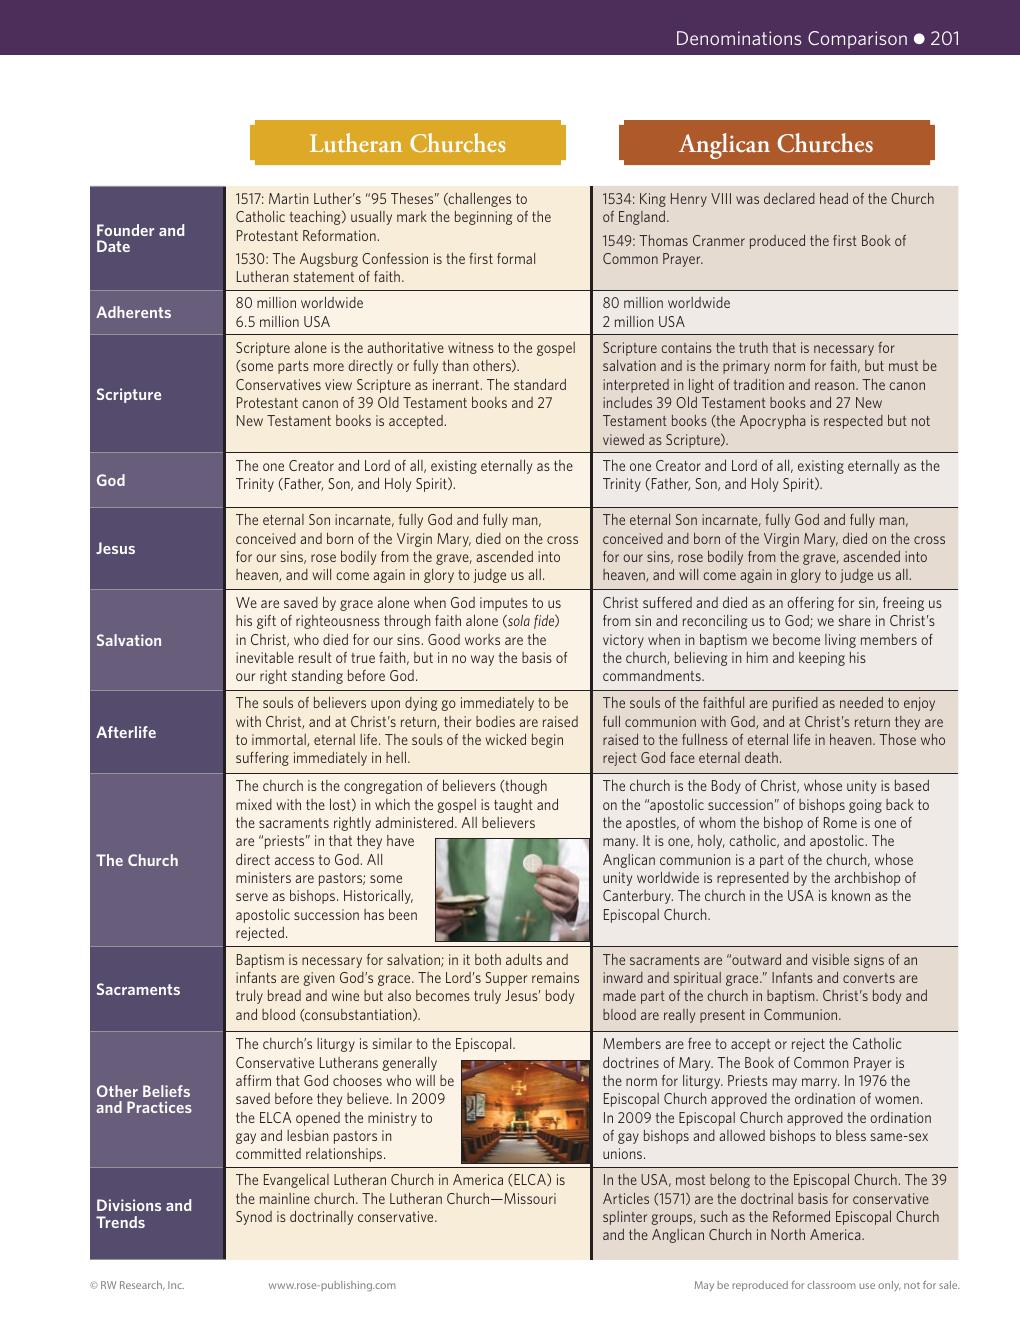 Denominations Comparison ● 201
Lutheran Churches
Anglican Churches
Founder and
Date
1517: Martin Luther's “95 Theses” (challenges to
Catholic teaching) usually mark the beginning of the
Protestant Reformation.
1530: The Augsburg Confession is the first formal
Lutheran statement of faith.
1534: King Henry VIII was declared head of the Church
of England.
1549: Thomas Cranmer produced the first Book of
Common Prayer.
Adherents
80 million worldwide
6.5 million USA
80 million worldwide
2 million USA
Scripture
Scripture alone is the authoritative witness to the gospel
(some parts more directly or fully than others).
Conservatives view Scripture as inerrant. The standard
Protestant canon of 39 Old Testament books and 27
New Testament books is accepted.
Scripture contains the truth that is necessary for
salvation and is the primary norm for faith, but must be
interpreted in light of tradition and reason. The canon
includes 39 Old Testament books and 27 New
Testament books (the Apocrypha is respected but not
viewed as Scripture).
God
The one Creator and Lord of all, existing eternally as the
Trinity (Father, Son, and Holy Spirit).
The one Creator and Lord of all, existing eternally as the
Trinity (Father, Son, and Holy Spirit).
Jesus
The eternal Son incarnate, fully God and fully man,
conceived and born of the Virgin Mary, died on the cross
for our sins, rose bodily from the grave, ascended into
heaven, and will come again in glory to judge us all.
The eternal Son incarnate, fully God and fully man,
conceived and born of the Virgin Mary, died on the cross
for our sins, rose bodily from the grave, ascended into
heaven, and will come again in glory to judge us all.
Salvation
We are saved by grace alone when God imputes to us
his gift of righteousness through faith alone (sola fide)
in Christ, who died for our sins. Good works are the
inevitable result of true faith, but in no way the basis of
our right standing before God.
Christ suffered and died as an offering for sin, freeing us
from sin and reconciling us to God; we share in Christ's
victory when in baptism we become living members of
the church, believing in him and keeping his
commandments.
Afterlife
The souls of believers upon dying go immediately to be
with Christ, and at Christ's return, their bodies are raised
to immortal, eternal life. The souls of the wicked begin
suffering immediately in hell.
The souls of the faithful are purified as needed to enjoy
full communion with God, and at Christ's return they are
raised to the fullness of eternal life in heaven. Those who
reject God face eternal death.
The Church
The church is the congregation of believers (though
mixed with the lost) in which the gospel is taught and
the sacraments rightly administered. All believers
are “priests” in that they have
direct access to God. All
ministers are pastors; some
serve as bishops. Historically,
apostolic succession has been
rejected.
The church is the Body of Christ, whose unity is based
on the “apostolic succession” of bishops going back to
the apostles, of whom the bishop of Rome is one of
many. It is one, holy, catholic, and apostolic. The
Anglican communion is a part of the church, whose
unity worldwide is represented by the archbishop of
Canterbury. The church in the USA is known as the
Episcopal Church.
Sacraments
Baptism is necessary for salvation; in it both adults and
infants are given God's grace. The Lord's Supper remains
truly bread and wine but also becomes truly Jesus' body
and blood (consubstantiation).
The sacraments are “outward and visible signs of an
inward and spiritual grace.” Infants and converts are
made part of the church in baptism. Christ's body and
blood are really present in Communion.
Other Beliefs
and Practices
The church's liturgy is similar to the Episcopal.
Conservative Lutherans generally
affirm that God chooses who will be
saved before they believe. In 2009
the ELCA opened the ministry to
gay and lesbian pastors in
committed relationships.
Members are free to accept or reject the Catholic
doctrines of Mary. The Book of Common Prayer is
the norm for liturgy. Priests may marry. In 1976 the
Episcopal Church approved the ordination of women.
In 2009 the Episcopal Church approved the ordination
of gay bishops and allowed bishops to bless same-sex
unions.
Divisions and
Trends
The Evangelical Lutheran Church in America (ELCA) is
the mainline church. The Lutheran Church—Missouri
Synod is doctrinally conservative.
In the USA, most belong to the Episcopal Church. The 39
Articles (1571) are the doctrinal basis for conservative
splinter groups, such as the Reformed Episcopal Church
and the Anglican Church in North America.
© RW Research, Inc.
www.rose-publishing.com
May be reproduced for classroom use only, not for sale.